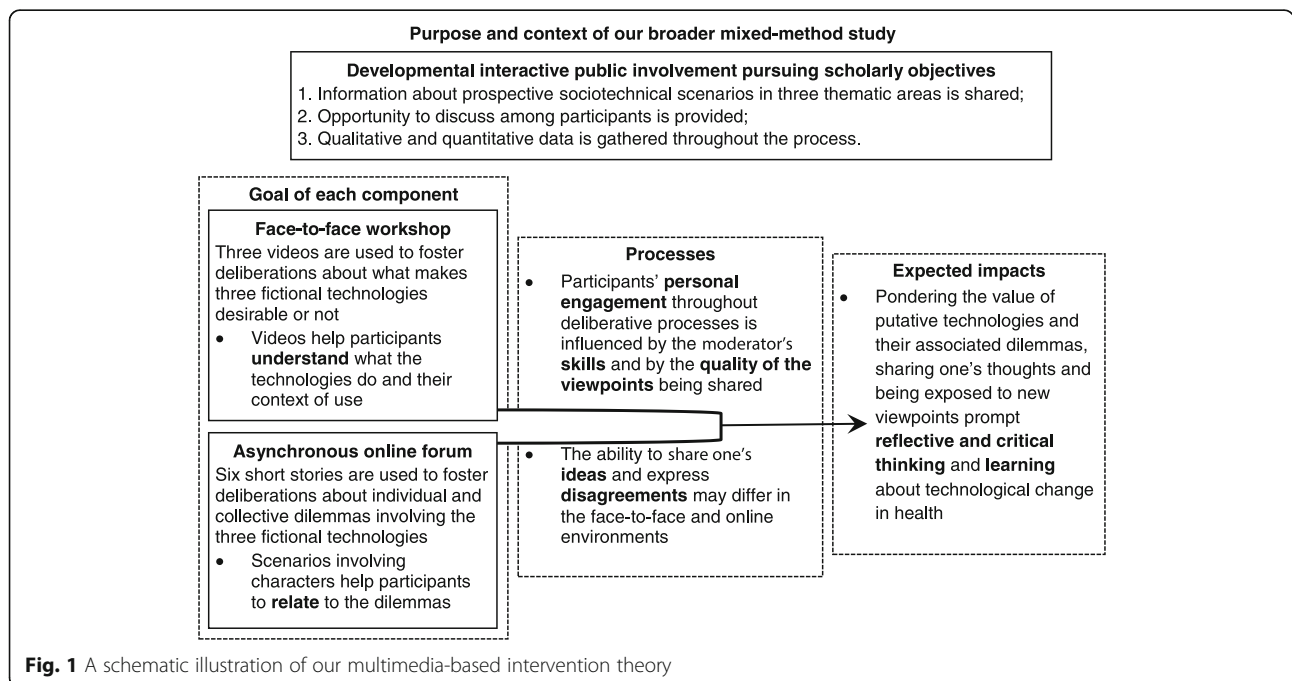 Purpose and context of our broader mixed-method study
Developmental interactive public involvement pursuing scholarly objectives
1. Information about prospective sociotechnical scenarios in three thematic areas is shared;
2. Opportunity to discuss among participants is provided;
3. Qualitative and quantitative data is gathered throughout the process.
Goal of each component
Face-to-face workshop
Three videos are used to foster
deliberations about what makes
three fictional technologies
desirable or not
• Videos help participants
understand what the
technologies do and their
context of use
Asynchronous online forum
Six short stories are used to foster
deliberations about individual and
collective dilemmas involving the
three fictional technologies
• Scenarios involving
characters help participants
to relate to the dilemmas
Processes
• Participants’ personal
engagement throughout
deliberative processes is
influenced by the moderator’s
skills and by the quality of the
viewpoints being shared
• The ability to share one’s
ideas and express
disagreements may differ in
the face-to-face and online
environments
Expected impacts
• Pondering the value of
putative technologies and
their associated dilemmas,
sharing one’s thoughts and
being exposed to new
viewpoints prompt
reflective and critical
thinking and learning
about technological change
in health
Fig. 1 A schematic illustration of our multimedia-based intervention theory